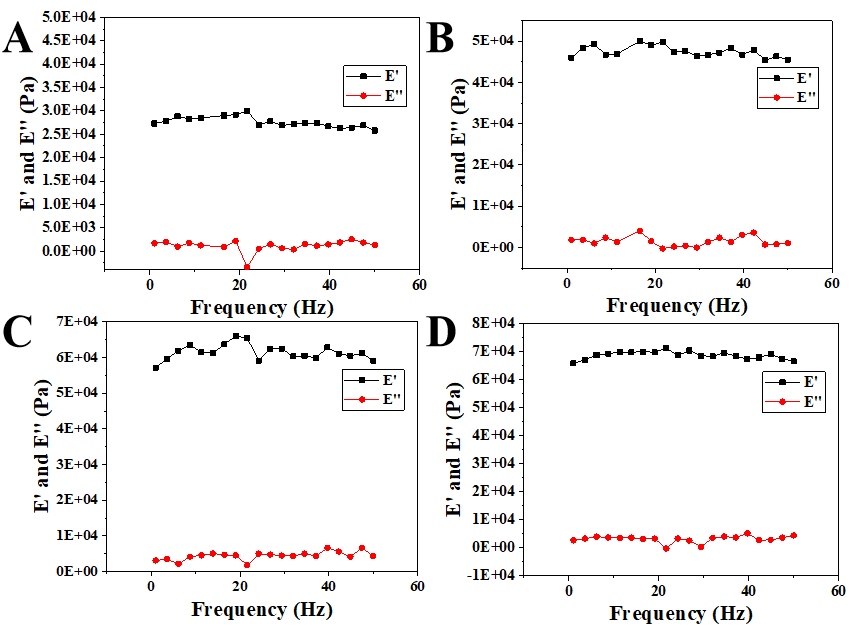 A
5.0E+04
4.5E+04
4.0E+04
3.5E+04
3.0E+04
2.5E+04
2.0E+04
1.5E+04
1.0E+04
5.0E+03
0.0E+00
E' and E'' (Pa)
E'
E''
0 20 40 60
Frequency (Hz)
B
5E+04
4E+04
3E+04
2E+04
1E+04
0E+00
E' and E'' (Pa)
E'
E''
0 20 40 60
Frequency (Hz)
C
7E+04
6E+04
5E+04
4E+04
3E+04
2E+04
1E+04
0E+00
E' and E'' (Pa)
E'
E''
0 20 40 60
Frequency (Hz)
D
8E+04
7E+04
6E+04
5E+04
4E+04
3E+04
2E+04
1E+04
0E+00
-1E+04
E' and E'' (Pa)
E'
E''
0 20 40 60
Frequency (Hz)